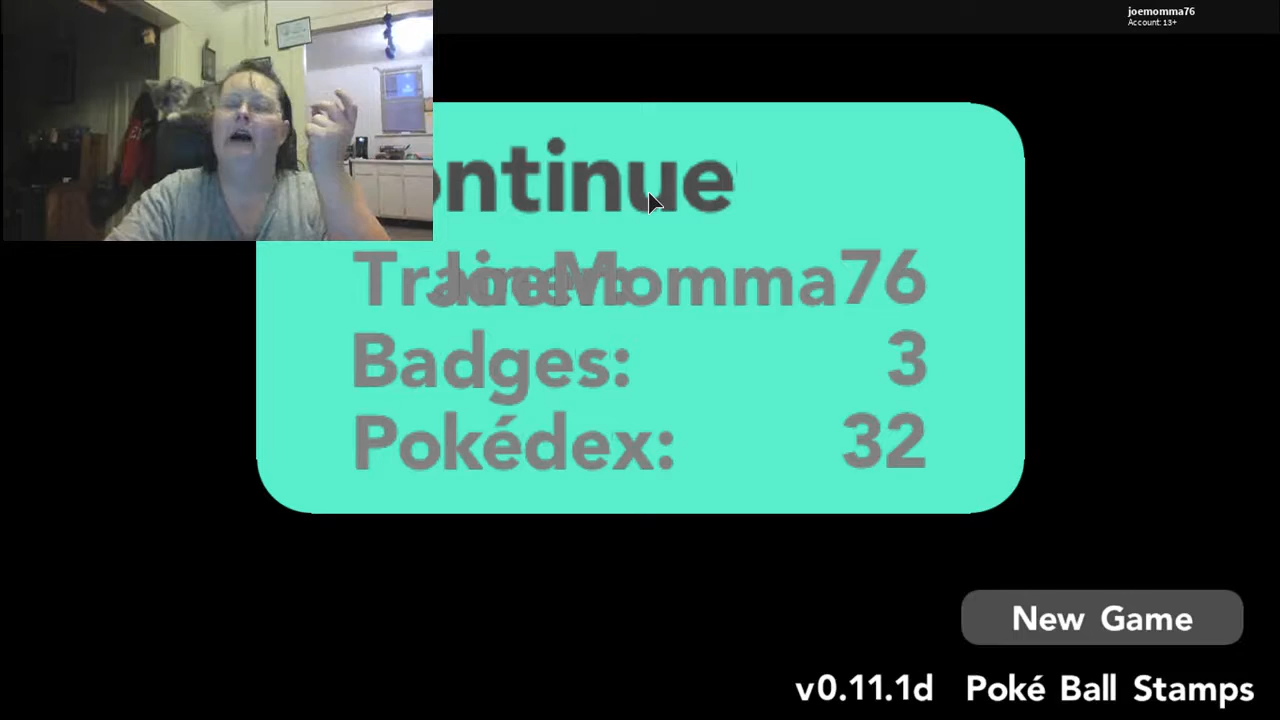 joemomma76
Account: 13+
ontinue
Trainer: JoeMomma76
Badges: 3
Pokédex: 32
New Game
v0.11.1d Poké Ball Stamps